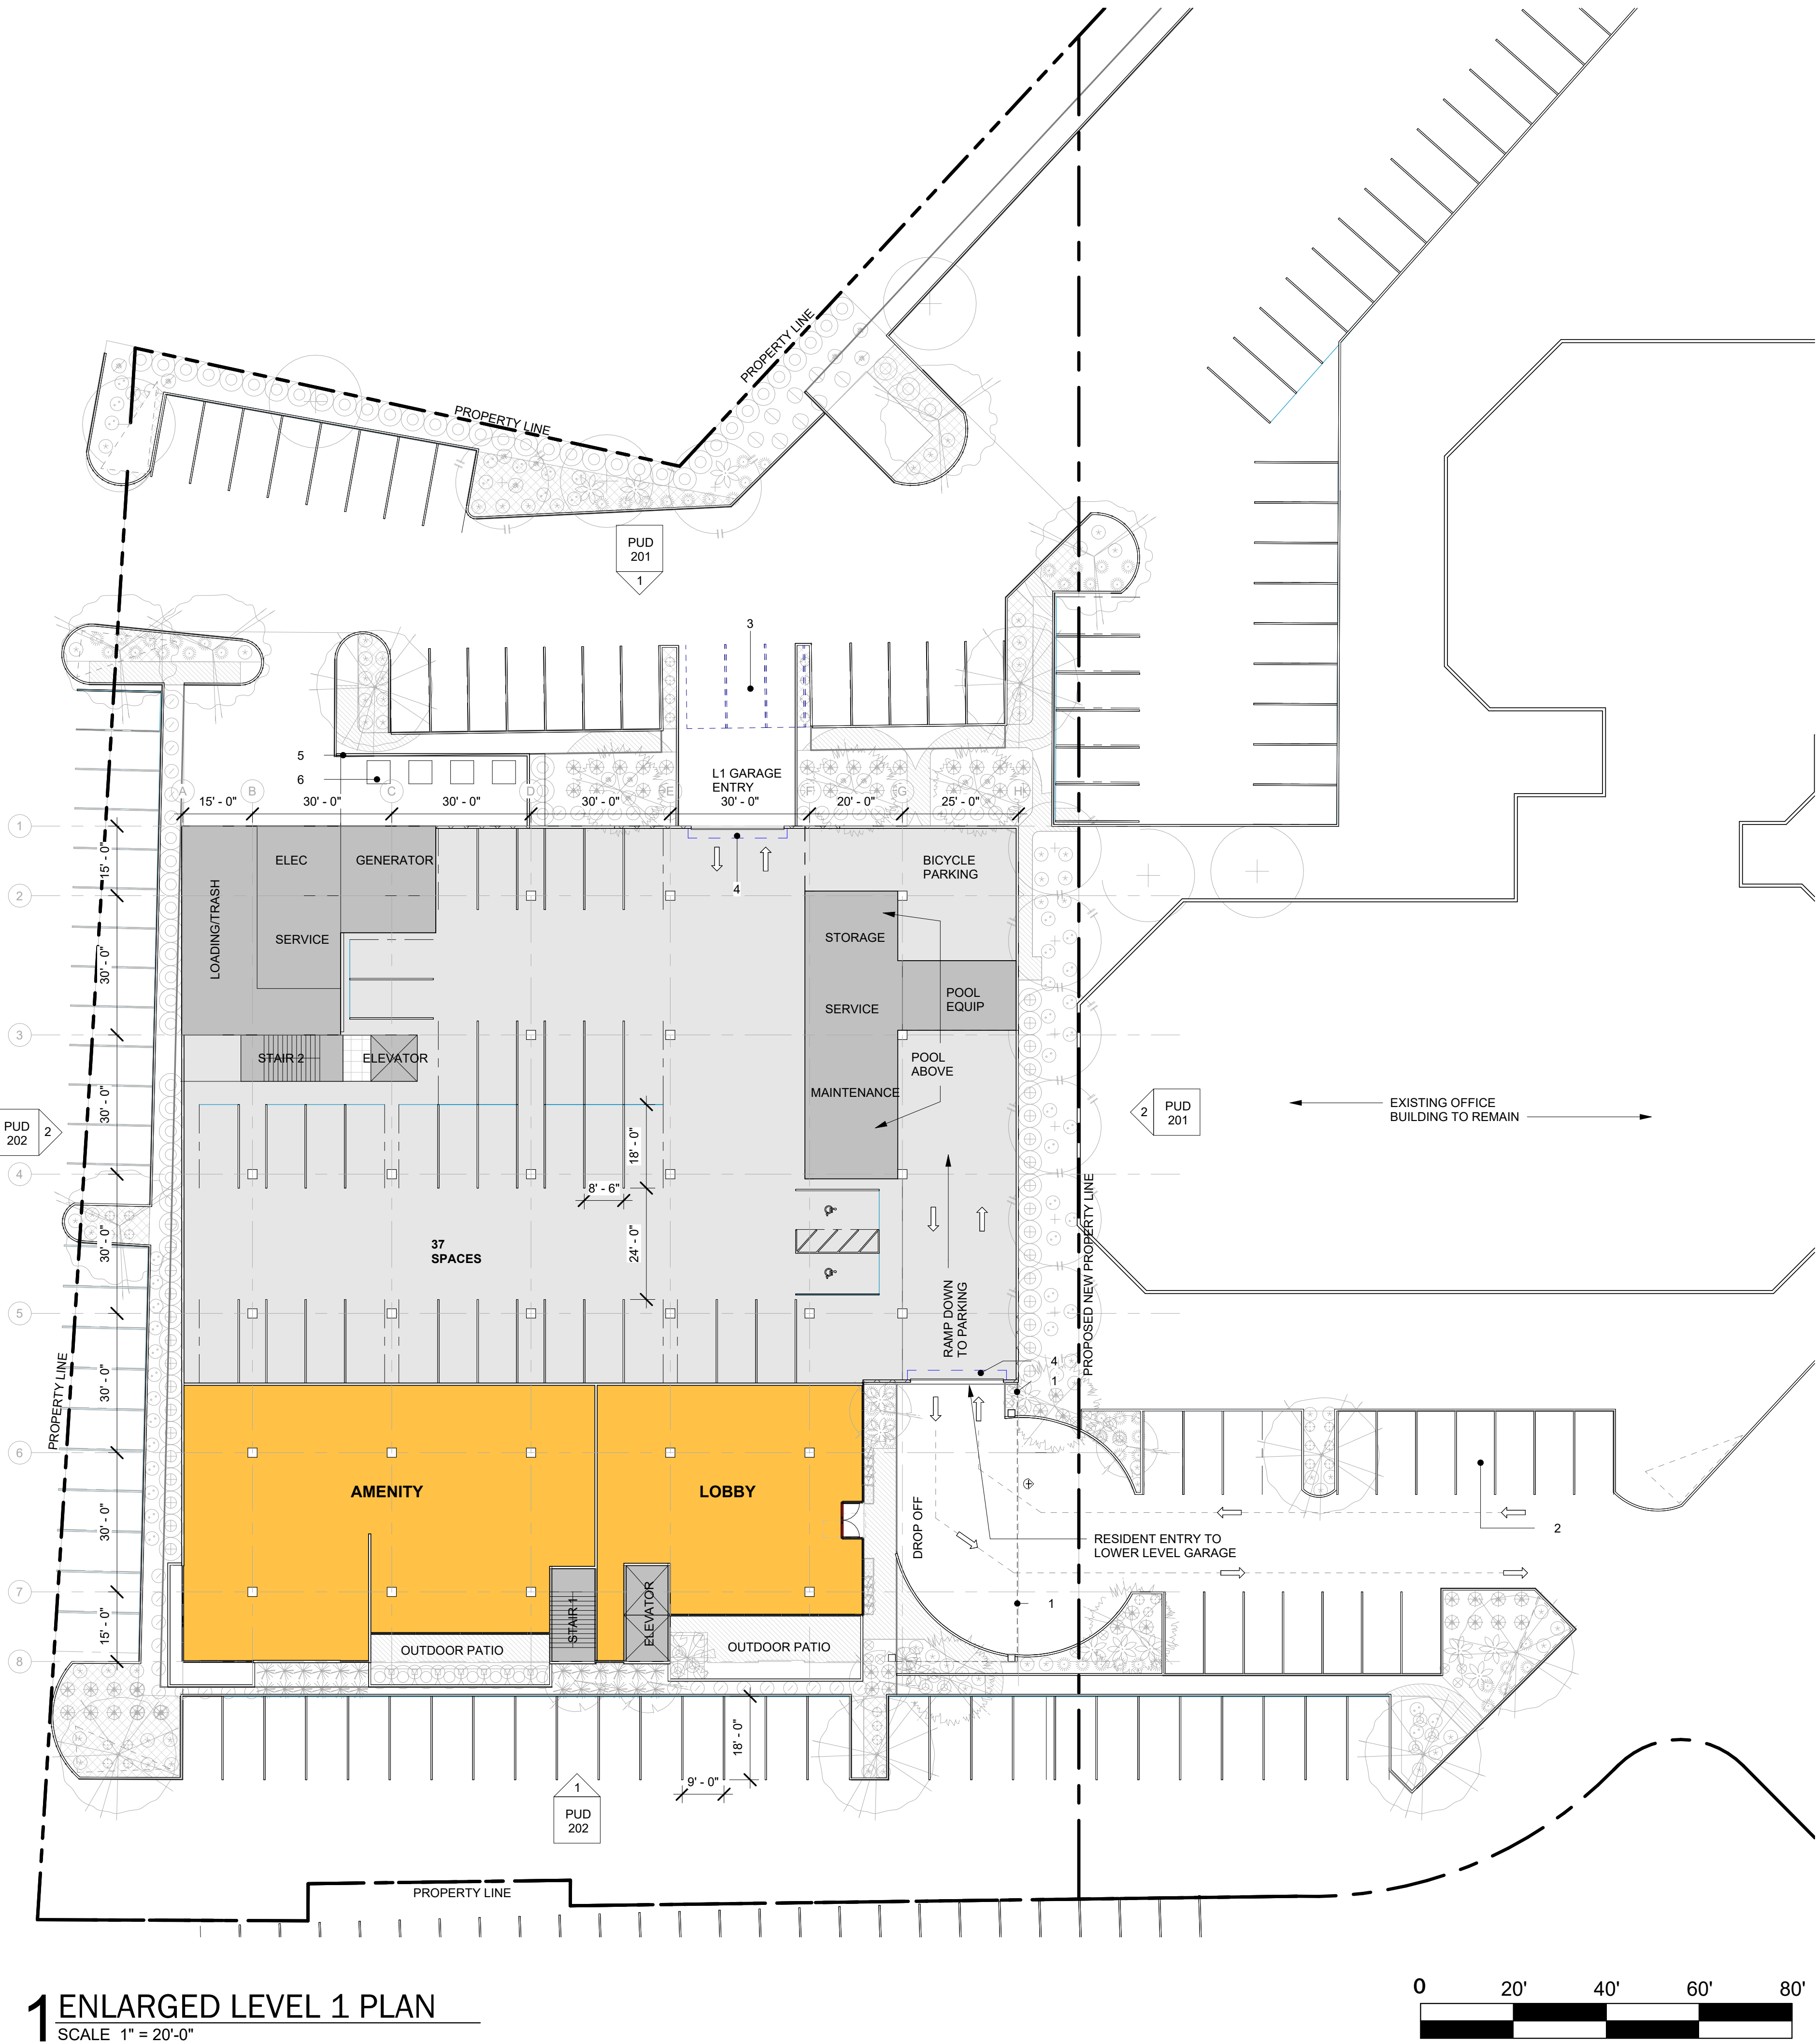 PROPERTY LINE
PROPERTY LINE
PUD
201
1
3
5
6
L1 GARAGE
ENTRY
A
B
C
D
E
F
G
H
15' - 0"
30' - 0"
30' - 0"
30' - 0"
30' - 0"
20' - 0"
25' - 0"
1
2
3
4
5
6
7
8
15' - 0"
30' - 0"
30' - 0"
30' - 0"
30' - 0"
30' - 0"
15' - 0"
ELEC
GENERATOR
LOADING/TRASH
SERVICE
4
BICYCLE
PARKING
STORAGE
SERVICE
POOL
EQUIP
STAIR 2
ELEVATOR
POOL
ABOVE
MAINTENANCE
PUD
202
2
2
PUD
201
EXISTING OFFICE
BUILDING TO REMAIN
18' - 0"
8' - 6"
24' - 0"
37
SPACES
RAMP DOWN
TO PARKING
PROPOSED NEW PROPERTY LINE
PROPERTY LINE
4
1
AMENITY
LOBBY
DROP OFF
2
RESIDENT ENTRY TO
LOWER LEVEL GARAGE
1
STAIR 1
ELEVATOR
OUTDOOR PATIO
OUTDOOR PATIO
18' - 0"
9' - 0"
1
PUD
202
PROPERTY LINE
1 ENLARGED LEVEL 1 PLAN
SCALE 1" = 20'-0"
0 20' 40' 60' 80'